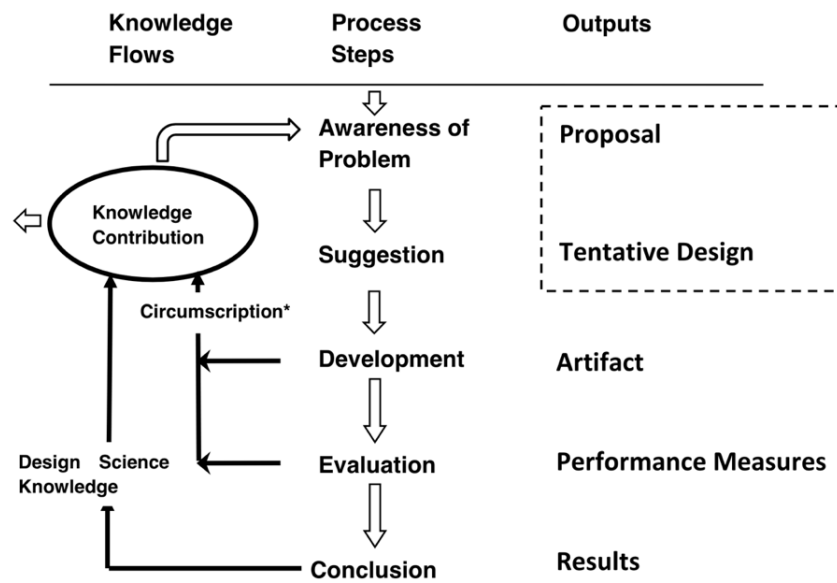 Knowledge
Flows
Process
Steps
Outputs
Awareness of
Problem
Proposal
Knowledge
Contribution
Suggestion
Tentative Design
Circumscription*
Development
Artifact
Design Science
Knowledge
Evaluation
Performance Measures
Conclusion
Results